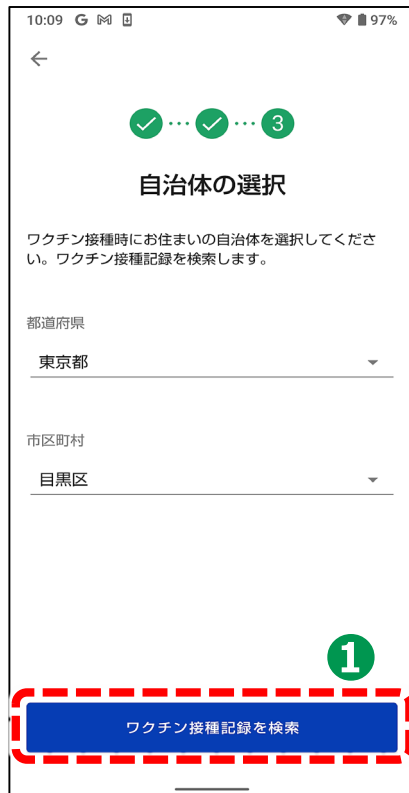 10:09 G 97%
3
自治体の選択
ワクチン接種時にお住まいの自治体を選択してくださ
い。ワクチン接種記録を検索します。
都道府県
東京都
市区町村
目黒区
1
ワクチン接種記録を検索